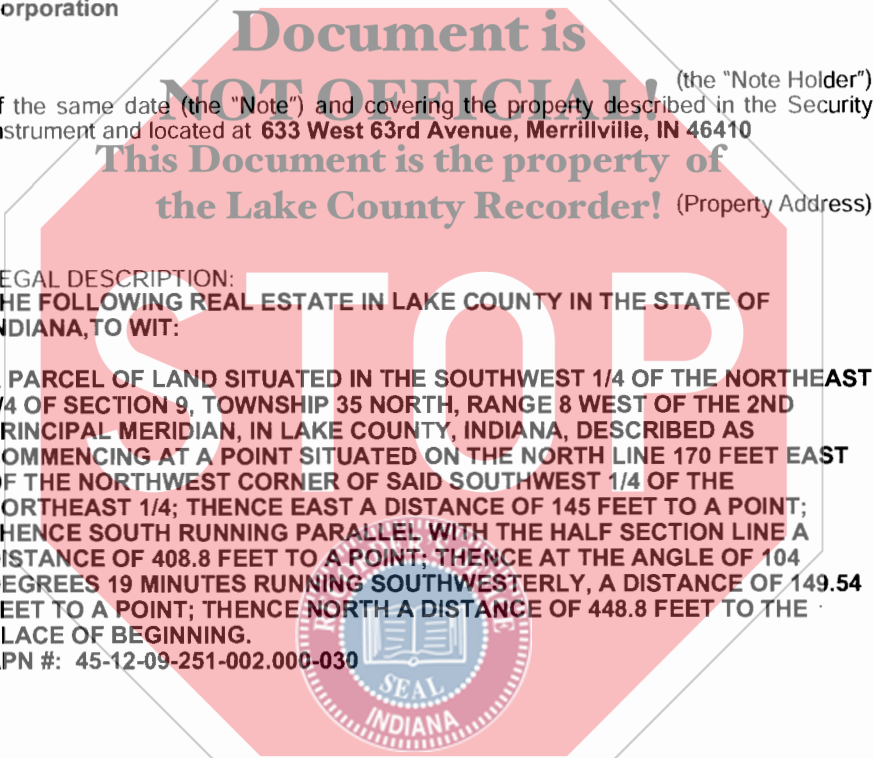 orporation
Document is
(the "Note Holder")
NOT OFFICIAL!
f the same date (the "Note") and covering the property described in the Security
nstrument and located at 633 West 63rd Avenue, Merrillville, IN 46410
This Document is the property of
the Lake County Recorder! (Property Address)
EGAL DESCRIPTION:
HE FOLLOWING REAL ESTATE IN LAKE COUNTY IN THE STATE OF
NDIANA,TO WIT:
STOP
PARCEL OF LAND SITUATED IN THE SOUTHWEST 1/4 OF THE NORTHEAST
/4 OF SECTION 9, TOWNSHIP 35 NORTH, RANGE 8 WEST OF THE 2ND
RINCIPAL MERIDIAN, IN LAKE COUNTY, INDIANA, DESCRIBED AS
OMMENCING AT A POINT SITUATED ON THE NORTH LINE 170 FEET EAST
F THE NORTHWEST CORNER OF SAID SOUTHWEST 1/4 OF THE
ORTHEAST 1/4; THENCE EAST A DISTANCE OF 145 FEET TO A POINT;
HENCE SOUTH RUNNING PARALLEL WITH THE HALF SECTION LINE A
ISTANCE OF 408.8 FEET TO A POINT; THENCE AT THE ANGLE OF 104
EGREES 19 MINUTES RUNNING SOUTHWESTERLY, A DISTANCE OF 149.54
EET TO A POINT; THENCE NORTH A DISTANCE OF 448.8 FEET TO THE
LACE OF BEGINNING.
PN #: 45-12-09-251-002.000-030
SEAL
INDIANA